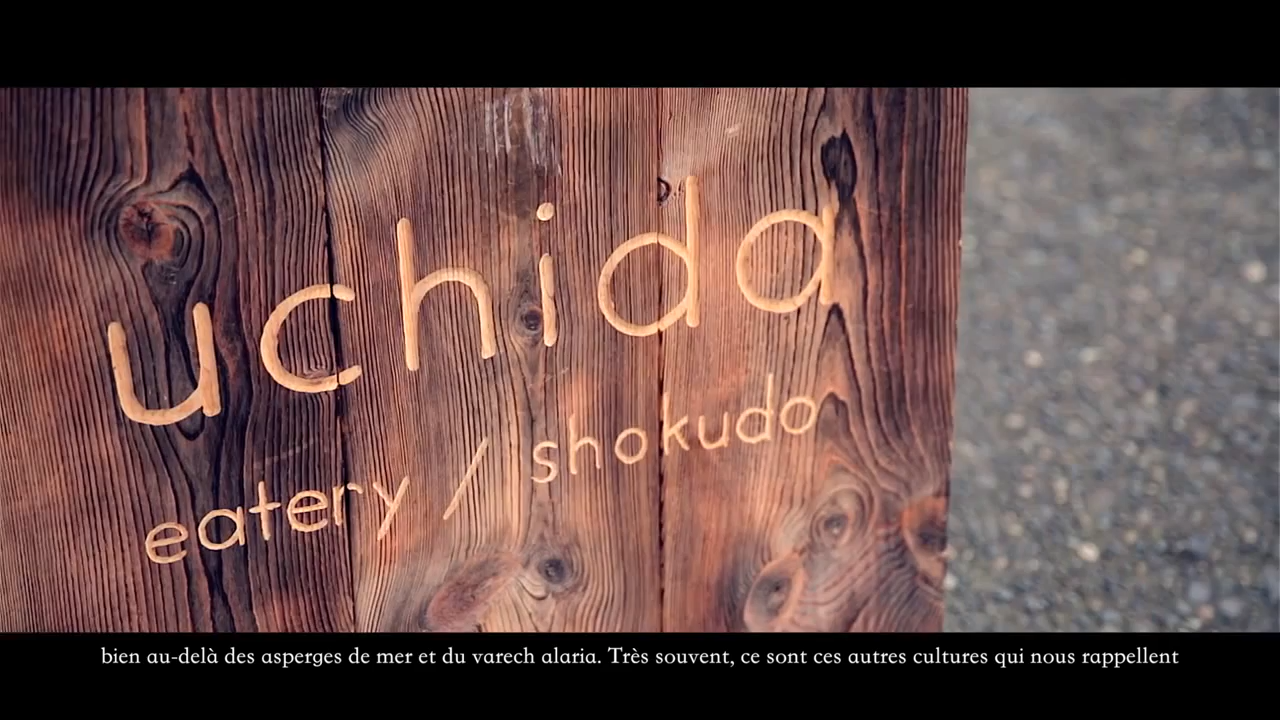 uchida
eatery / shokudo
bien au-delà des asperges de mer et du varech alaria. Très souvent, ce sont ces autres cultures qui nous rappellent